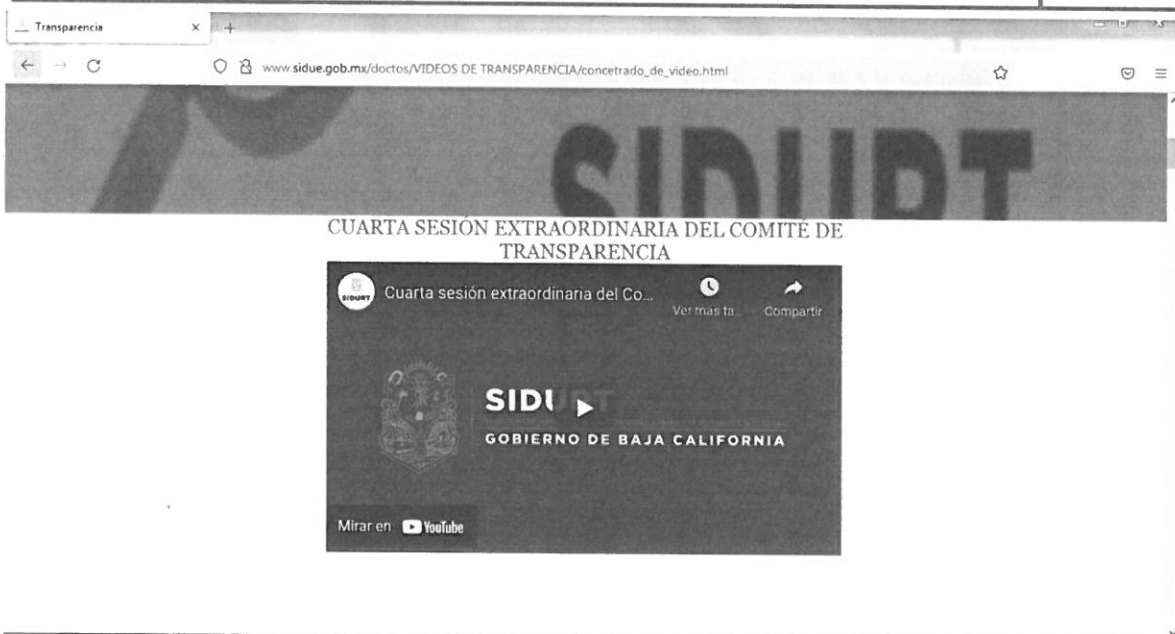 Transparencia
www.sidue.gob.mx/doctos/VIDEOS DE TRANSPARENCIA/concetrado_de_video.html
SIDURT
CUARTA SESIÓN EXTRAORDINARIA DEL COMITÉ DE
TRANSPARENCIA
SIDURT
Cuarta sesión extraordinaria del Co...
Ver más ta...
Compartir
SIDURT
GOBIERNO DE BAJA CALIFORNIA
Mirar en YouTube